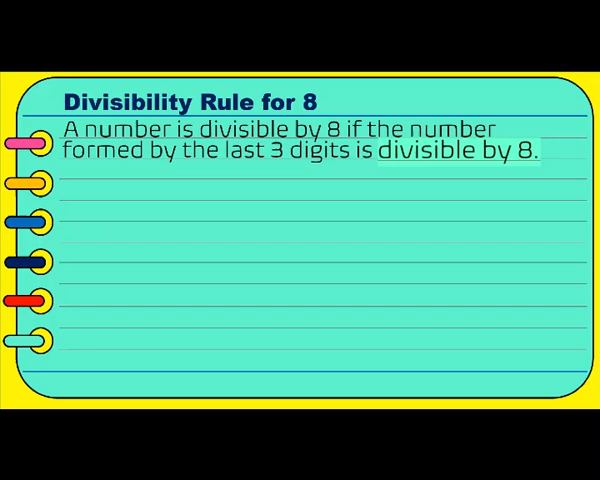 Divisibility Rule for 8
A number is divisible by 8 if the number
formed by the last 3 digits is divisible by 8.